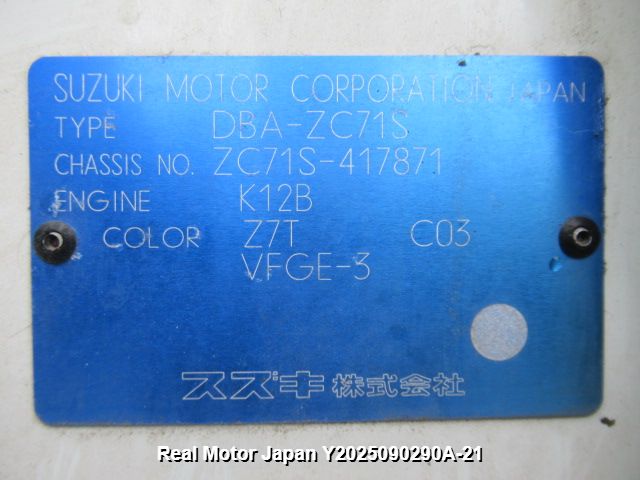 SUZUKI MOTOR CORPORATION JAPAN
TYPE DBA-ZC71S
CHASSIS NO. ZC71S-417871
ENGINE K12B
COLOR Z7T C03
VFGE-3
スズキ株式会社
Real Motor Japan Y2025090290A-21